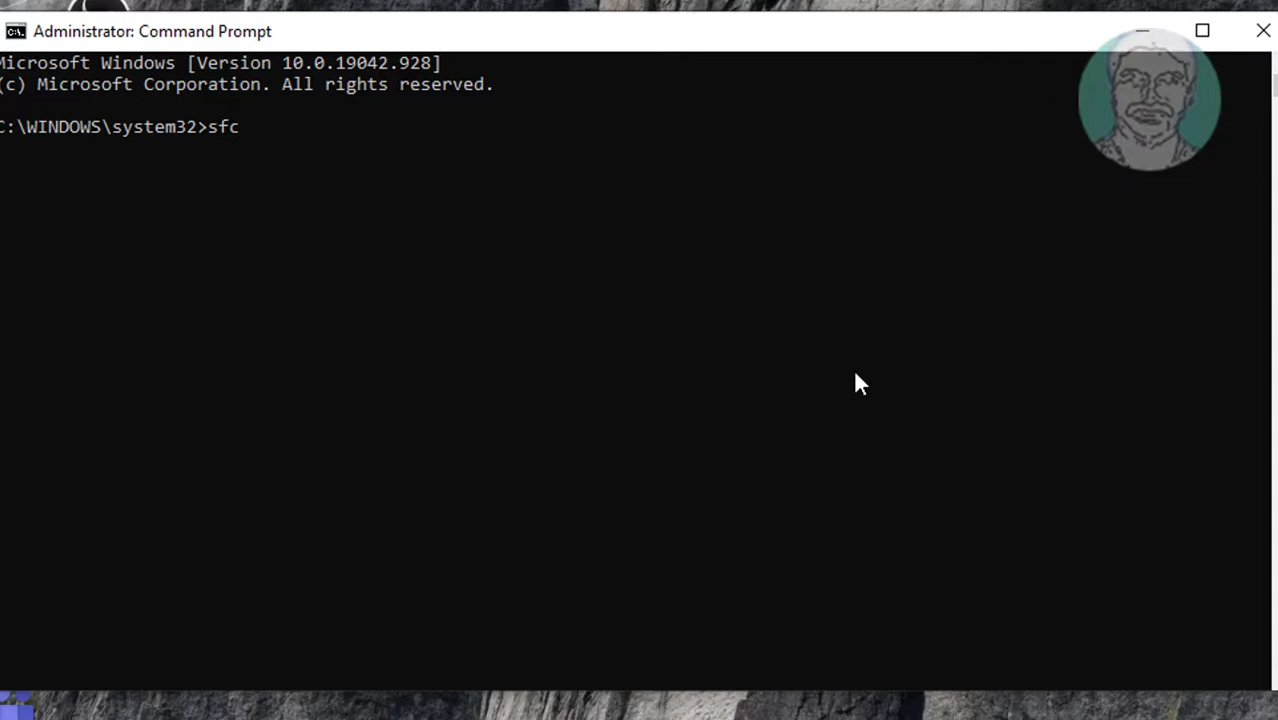 Administrator: Command Prompt
Microsoft Windows [Version 10.0.19042.928]
(c) Microsoft Corporation. All rights reserved.
C:\WINDOWS\system32>sfc